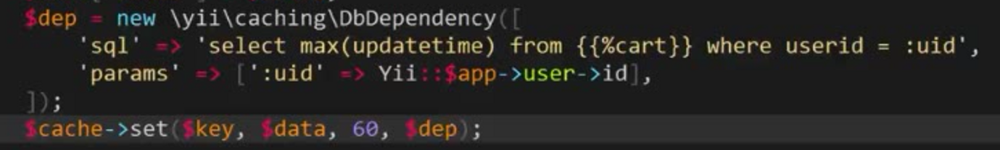 $dep = new \yii\caching\DbDependency([
    'sql' => 'select max(updatetime) from {{%cart}} where userid = :uid',
    'params' => [':uid' => Yii::$app->user->id],
]);
$cache->set($key, $data, 60, $dep);